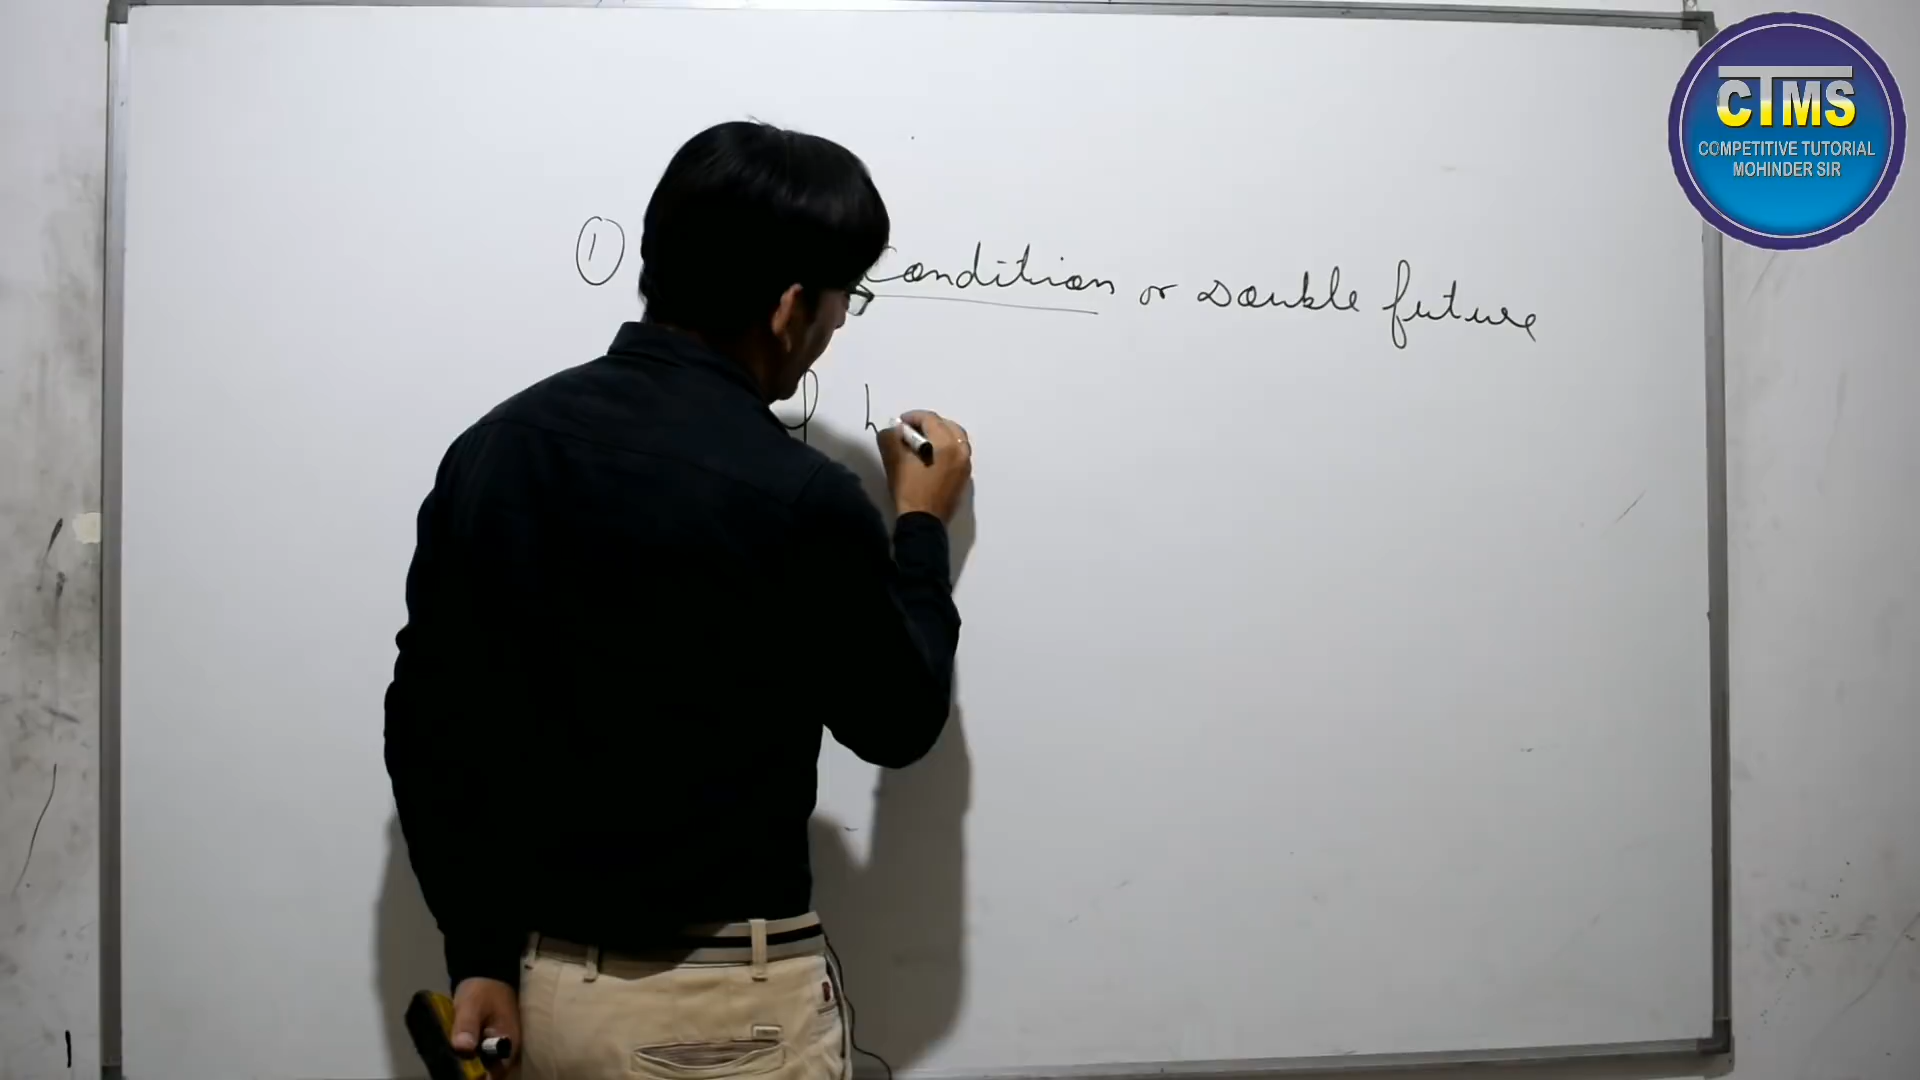 CTMS
COMPETITIVE TUTORIAL
MOHINDER SIR
① Condition or Double future